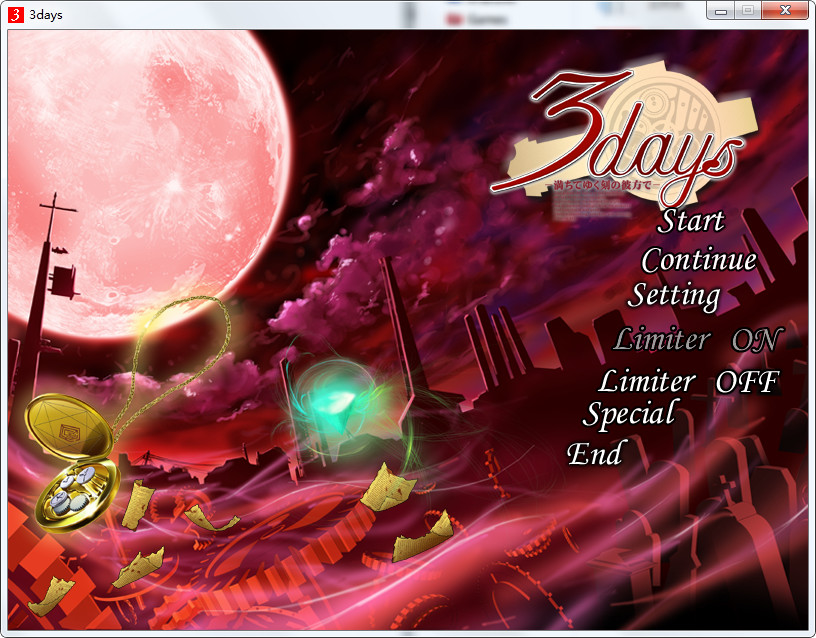 3days
Games
3days
―満ちてゆく刻の彼方で―
Start
Continue
Setting
Limiter ON
Limiter OFF
Special
End